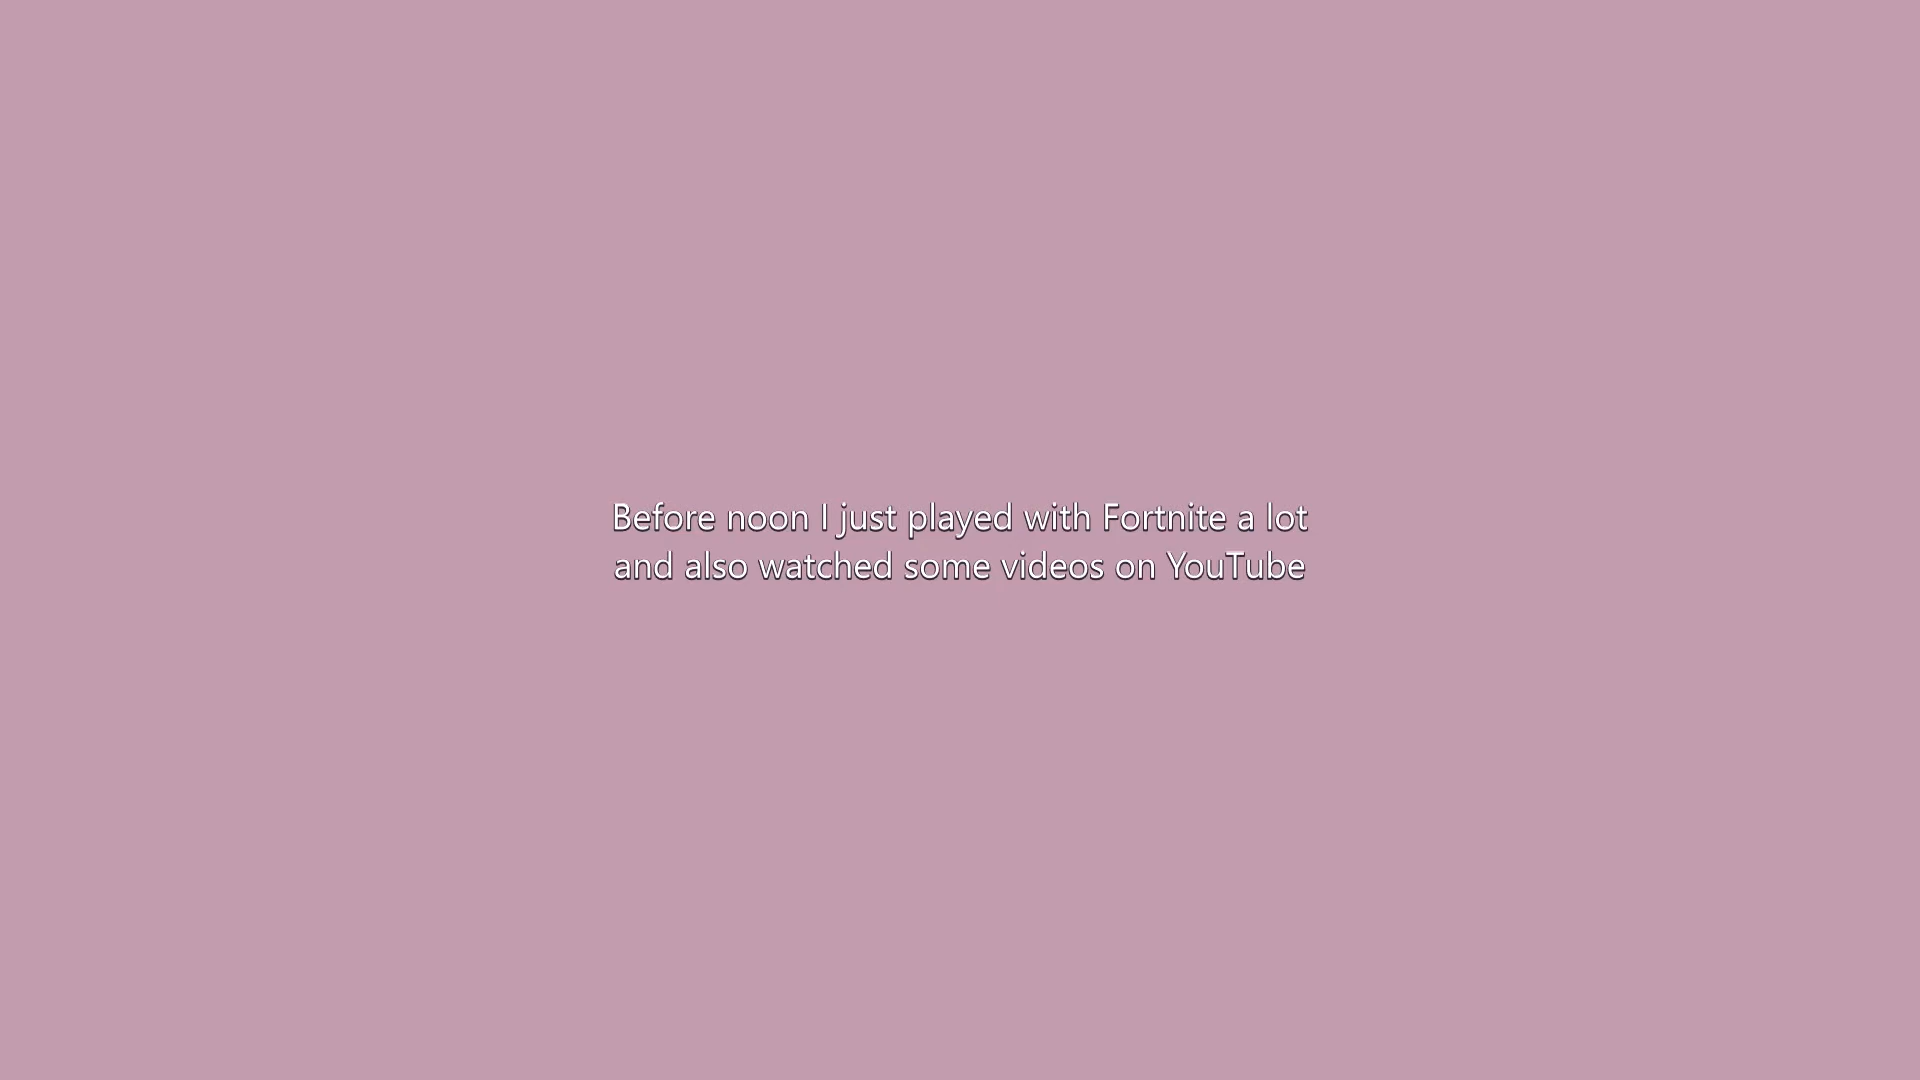 Before noon I just played with Fortnite a lot
and also watched some videos on YouTube